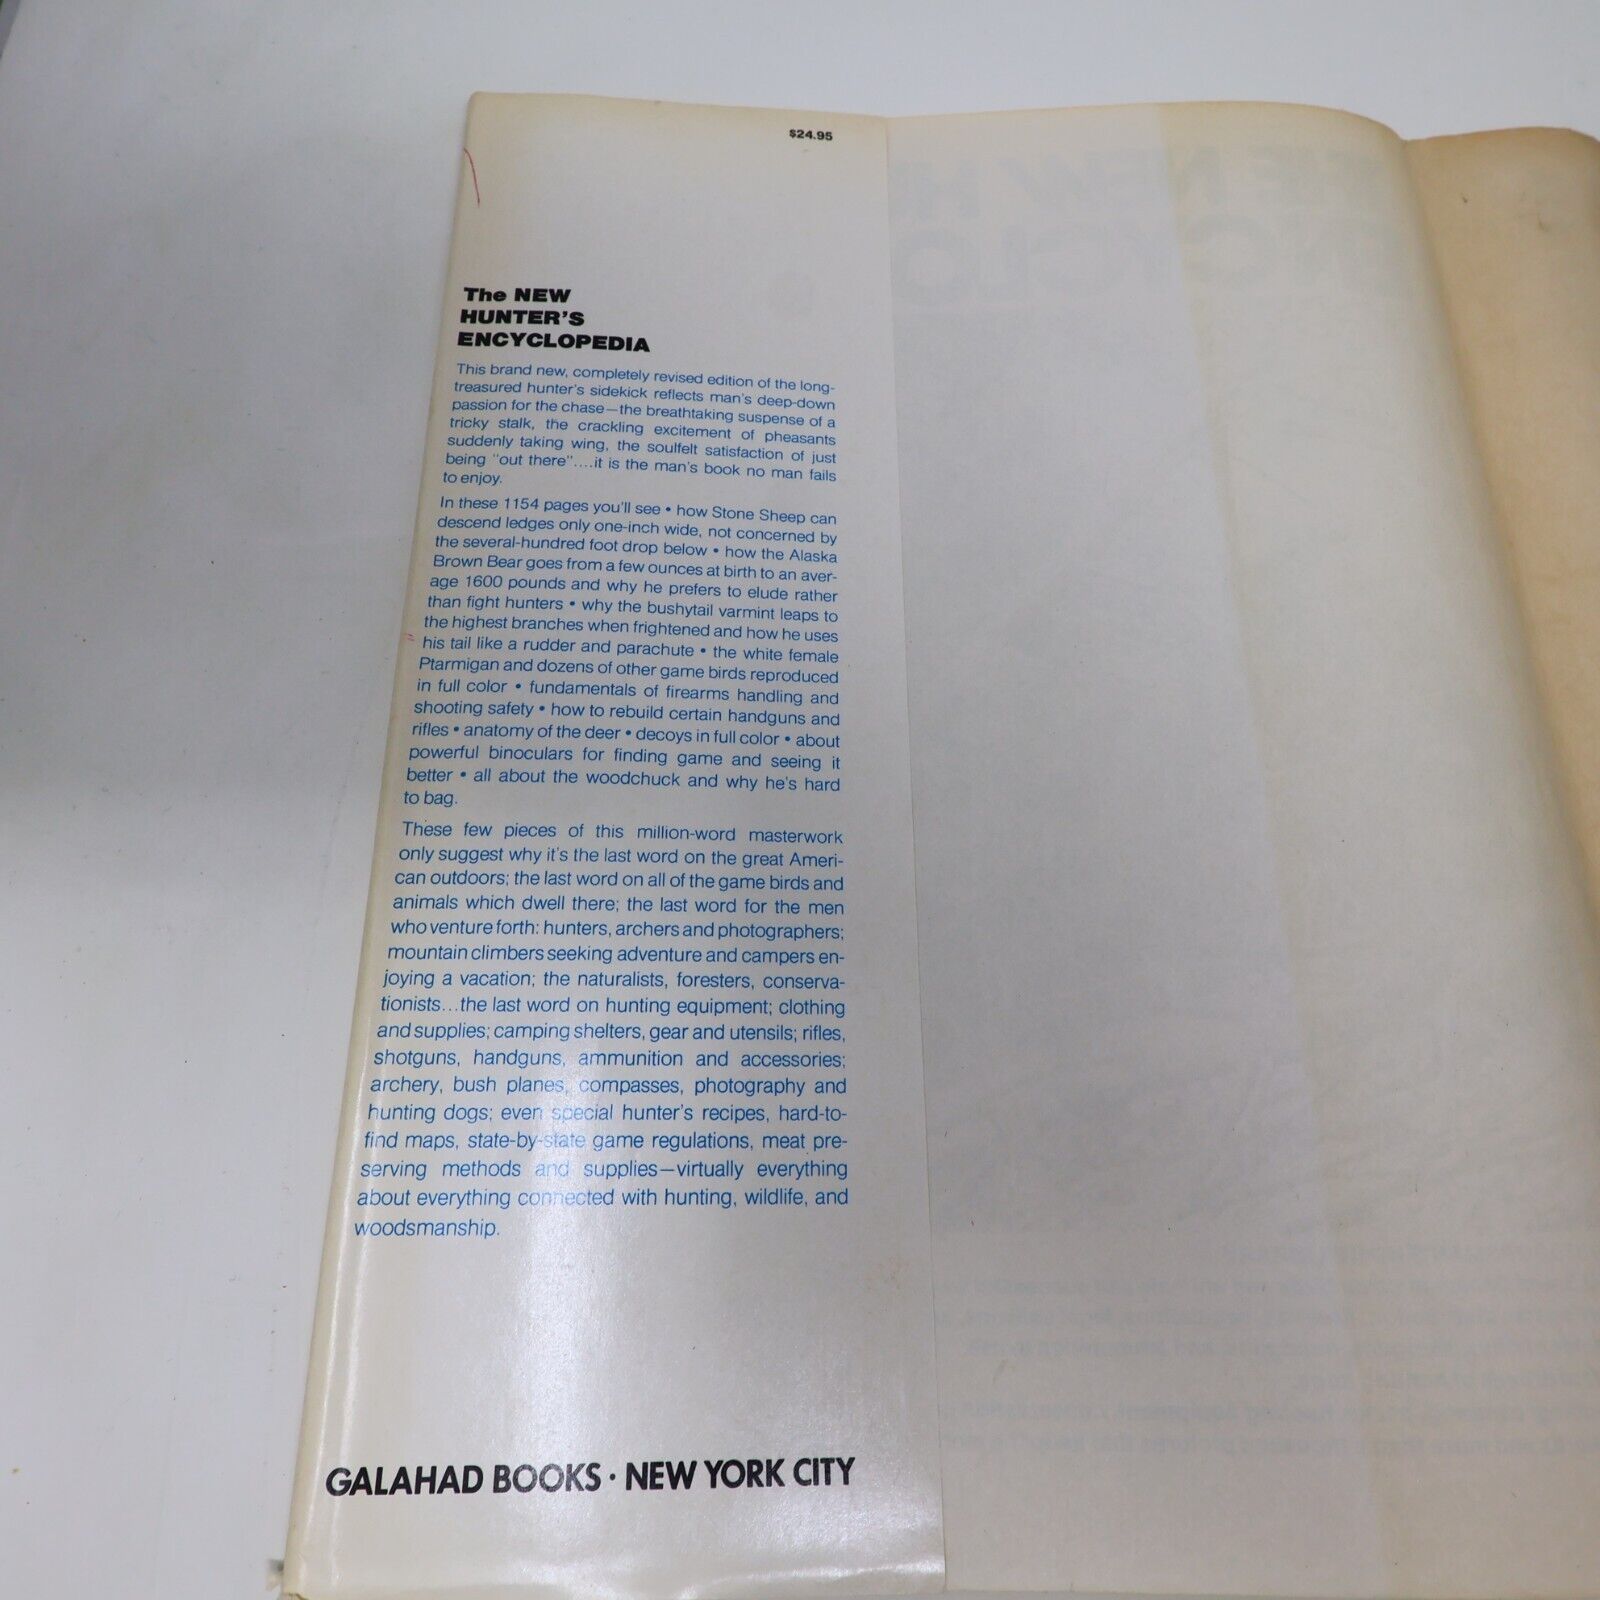 $24.95
The NEW
HUNTER'S
ENCYCLOPEDIA
This brand new, completely revised edition of the long-
treasured hunter's sidekick reflects man's deep-down
passion for the chase—the breathtaking suspense of a
tricky stalk, the crackling excitement of pheasants
suddenly taking wing, the soulfelt satisfaction of just
being "out there"....it is the man's book no man fails
to enjoy.
In these 1154 pages you'll see • how Stone Sheep can
descend ledges only one-inch wide, not concerned by
the several-hundred foot drop below • how the Alaska
Brown Bear goes from a few ounces at birth to an aver-
age 1600 pounds and why he prefers to elude rather
than fight hunters • why the bushytail varmint leaps to
the highest branches when frightened and how he uses
his tail like a rudder and parachute • the white female
Ptarmigan and dozens of other game birds reproduced
in full color • fundamentals of firearms handling and
shooting safety • how to rebuild certain handguns and
rifles • anatomy of the deer • decoys in full color • about
powerful binoculars for finding game and seeing it
better • all about the woodchuck and why he's hard
to bag.
These few pieces of this million-word masterwork
only suggest why it's the last word on the great Ameri-
can outdoors; the last word on all of the game birds and
animals which dwell there; the last word for the men
who venture forth: hunters, archers and photographers;
mountain climbers seeking adventure and campers en-
joying a vacation; the naturalists, foresters, conserva-
tionists...the last word on hunting equipment; clothing
and supplies; camping shelters, gear and utensils; rifles,
shotguns, handguns, ammunition and accessories;
archery, bush planes, compasses, photography and
hunting dogs; even special hunter's recipes, hard-to-
find maps, state-by-state game regulations, meat pre-
serving methods and supplies—virtually everything
about everything connected with hunting, wildlife, and
woodsmanship.
GALAHAD BOOKS • NEW YORK CITY